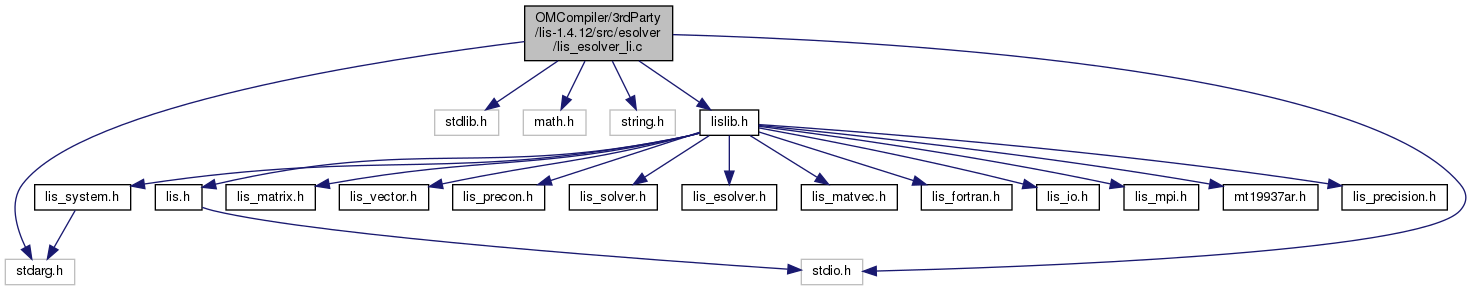 OMCompiler/3rdParty
/lis-1.4.12/src/esolver
/lis_esolver_li.c
stdlib.h
math.h
string.h
lislib.h
lis_system.h
lis.h
lis_matrix.h
lis_vector.h
lis_precon.h
lis_solver.h
lis_esolver.h
lis_matvec.h
lis_fortran.h
lis_io.h
lis_mpi.h
mt19937ar.h
lis_precision.h
stdarg.h
stdio.h